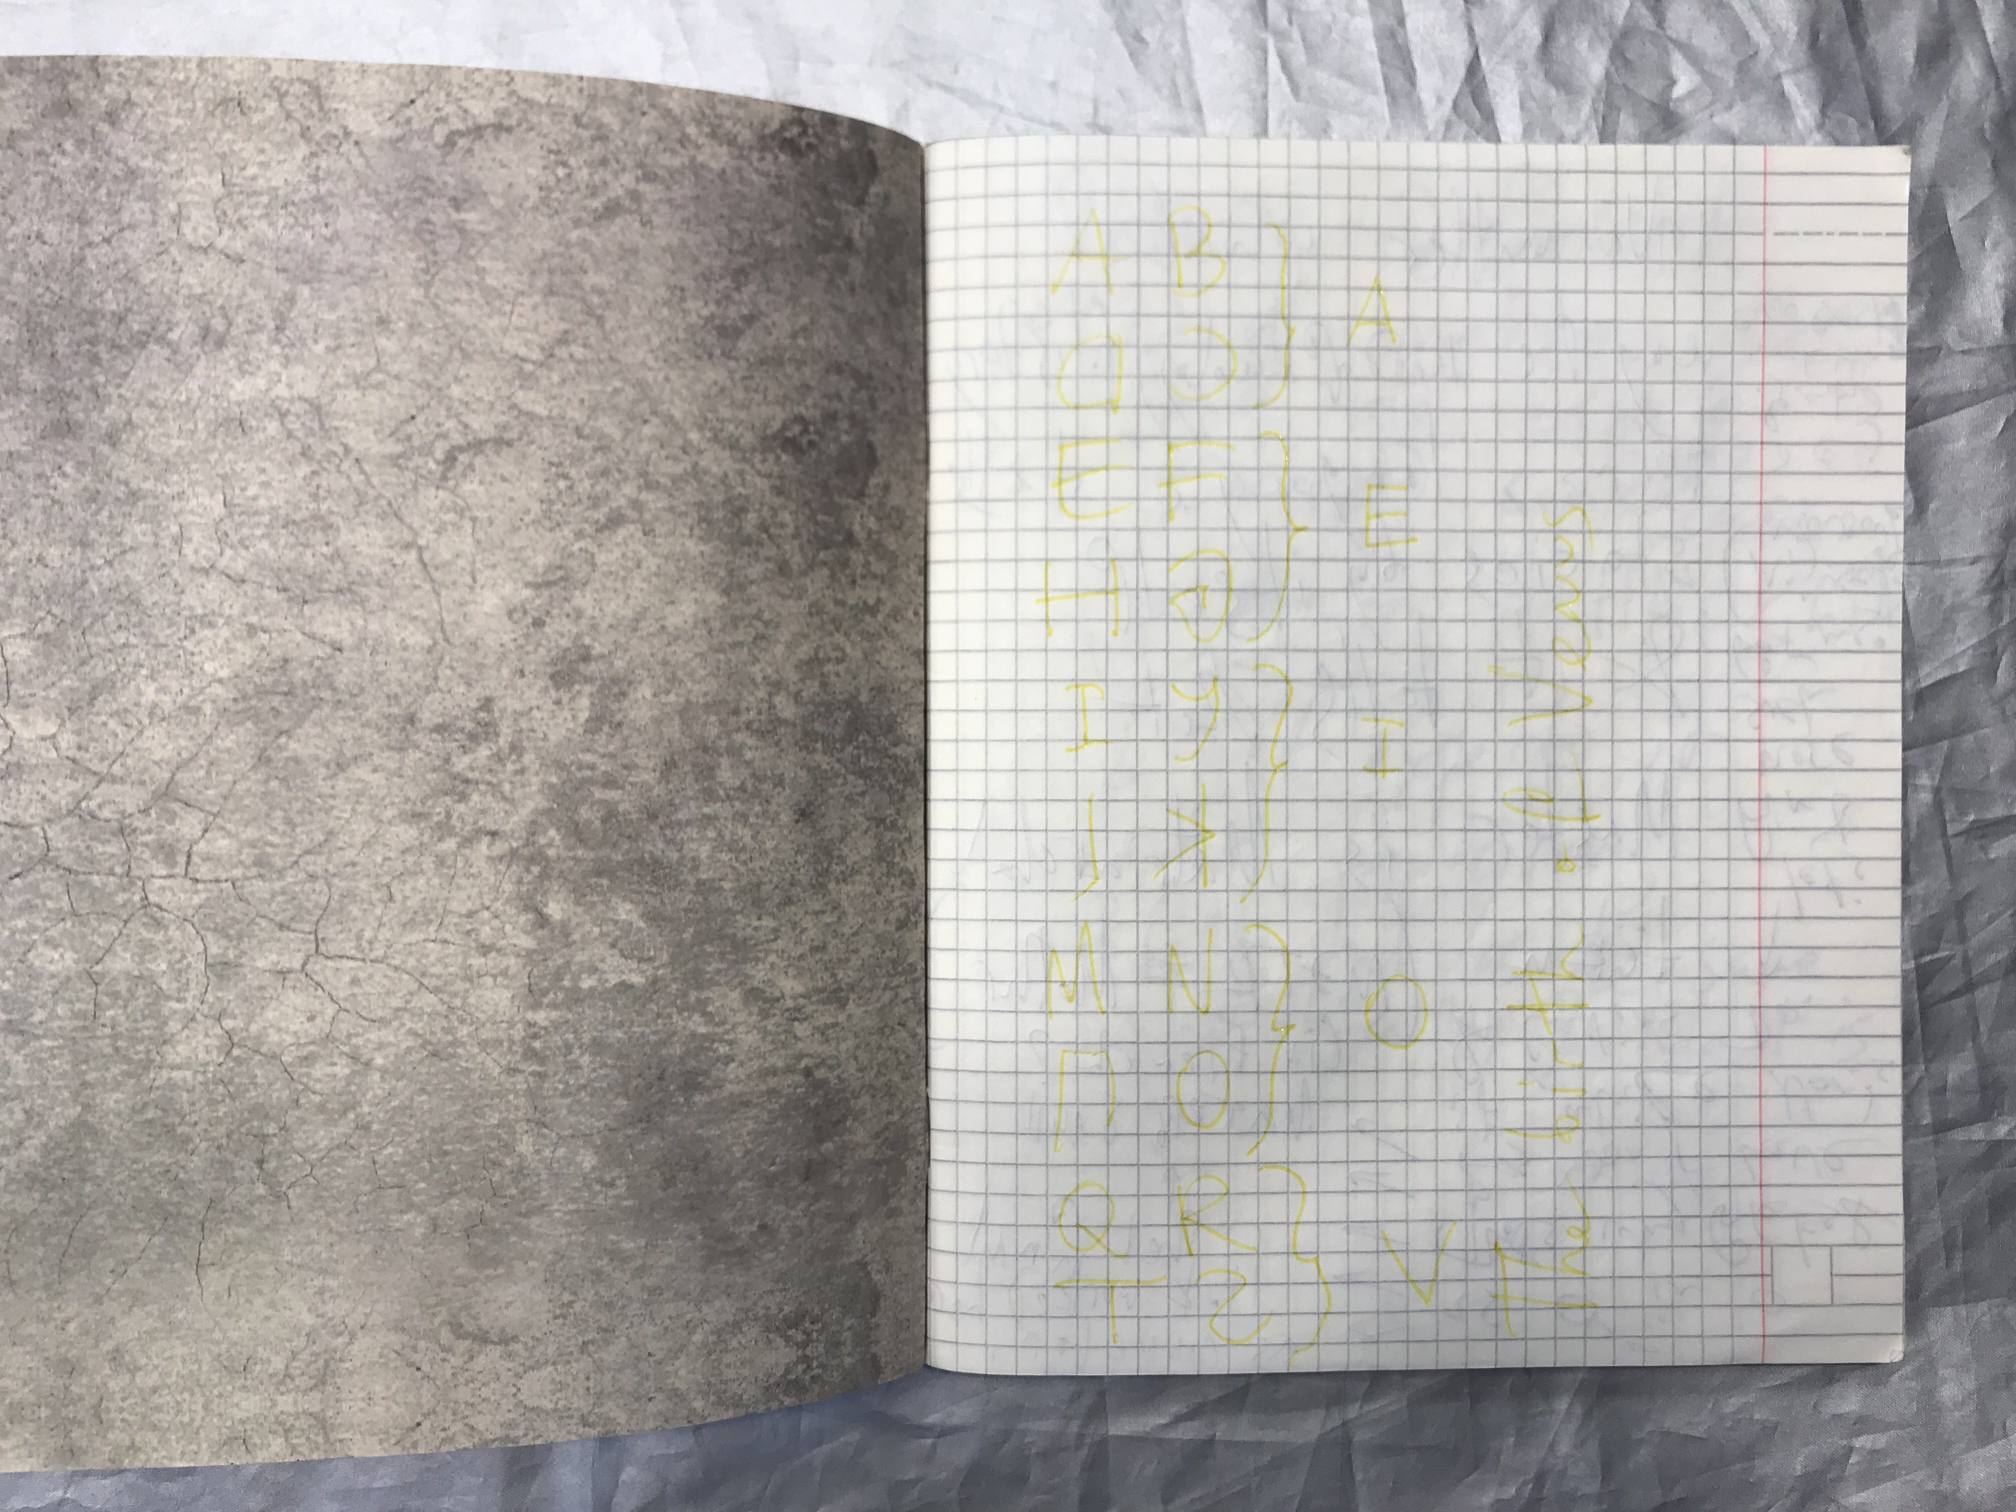 A B
D C
A
E F
H G
E
I Y
J K
I
M N
П O
O
Q R
T S
V
The birth of Venus